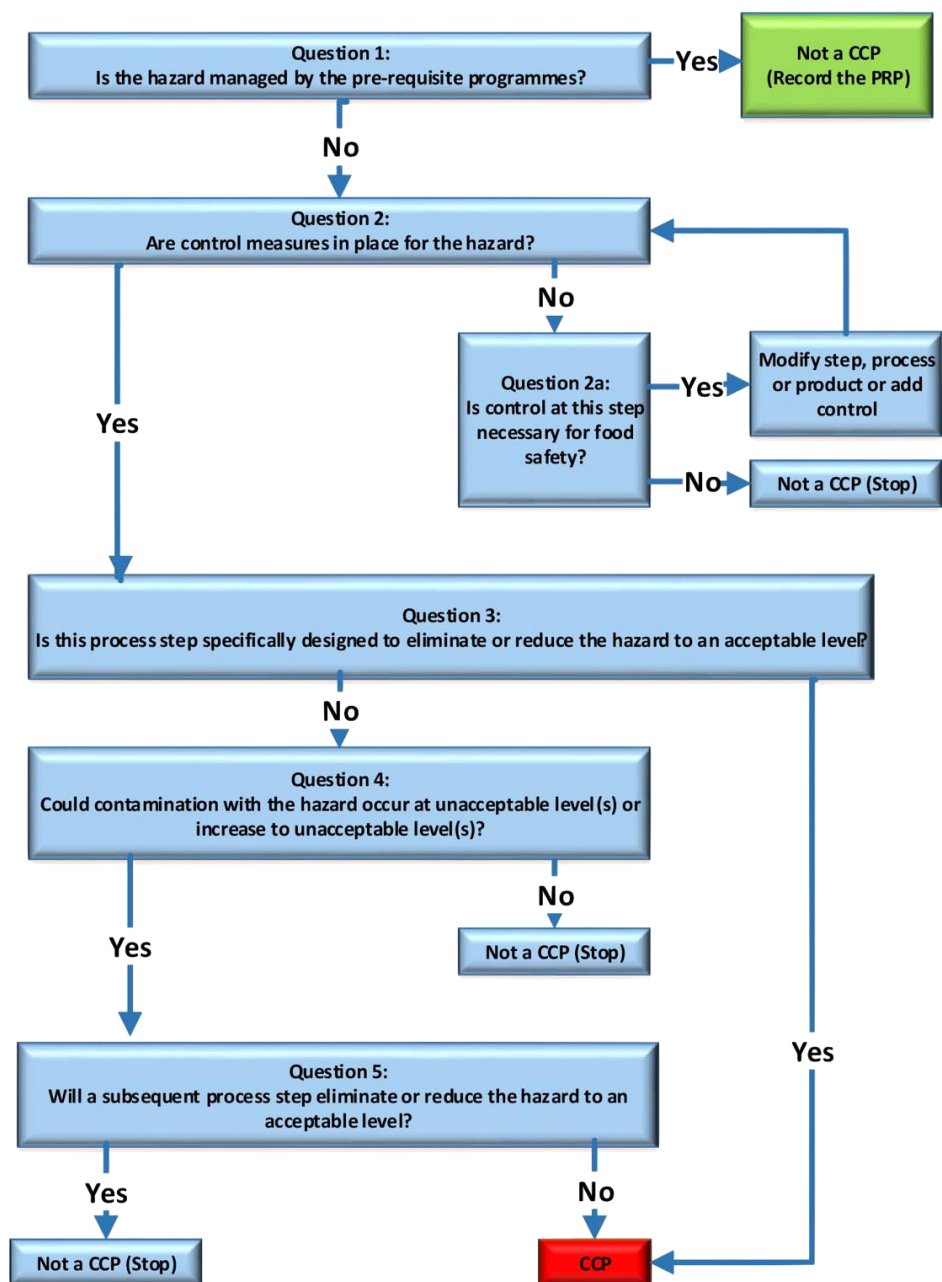 Question 1:
Is the hazard managed by the pre-requisite programmes?
Yes
Not a CCP
(Record the PRP)
No
Question 2:
Are control measures in place for the hazard?
No
Yes
Question 2a:
Is control at this step
necessary for food
safety?
Yes
Modify step, process
or product or add
control
No
Not a CCP (Stop)
Question 3:
Is this process step specifically designed to eliminate or reduce the hazard to an acceptable level?
No
Question 4:
Could contamination with the hazard occur at unacceptable level(s) or
increase to unacceptable level(s)?
No
Not a CCP (Stop)
Yes
Yes
Question 5:
Will a subsequent process step eliminate or reduce the hazard to an
acceptable level?
Yes
No
Not a CCP (Stop)
CCP